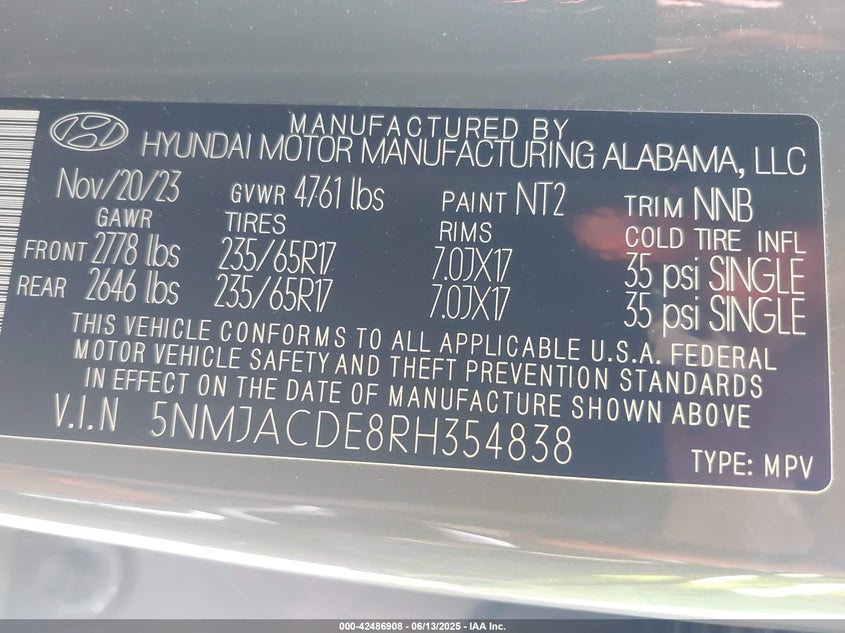 MANUFACTURED BY
HYUNDAI MOTOR MANUFACTURING ALABAMA, LLC
Nov/20/23 GVWR 4761 lbs PAINT NT2 TRIM NNB
GAWR TIRES RIMS COLD TIRE INFL
FRONT 2778 lbs 235/65R17 7.0JX17 35 psi SINGLE
REAR 2646 lbs 235/65R17 7.0JX17 35 psi SINGLE
THIS VEHICLE CONFORMS TO ALL APPLICABLE U.S.A. FEDERAL
MOTOR VEHICLE SAFETY AND THEFT PREVENTION STANDARDS
IN EFFECT ON THE DATE OF MANUFACTURE SHOWN ABOVE
V.I.N 5NMJACDE8RH354838
TYPE: MPV
000-42486908 - 06/13/2025 - IAA Inc.